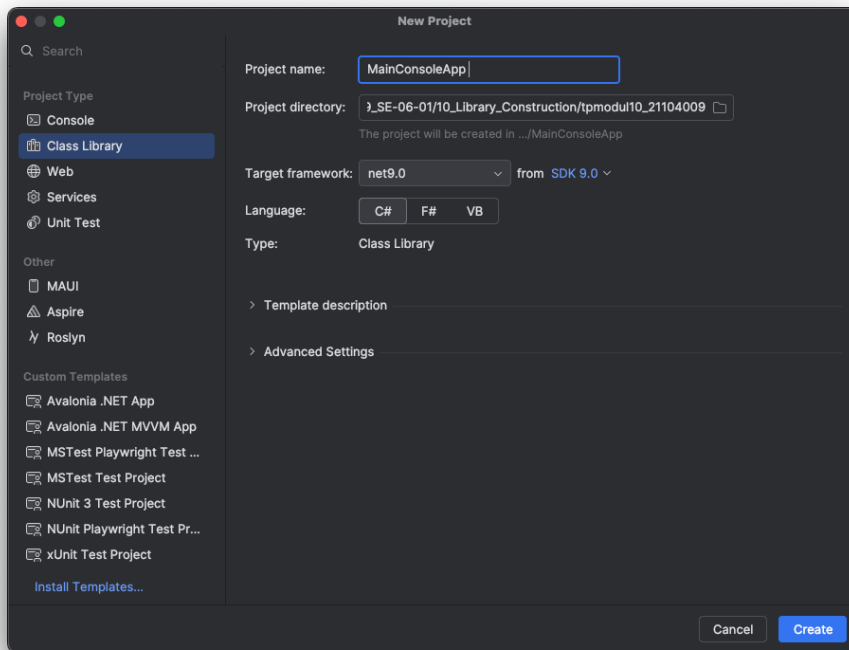 New Project
Search
Project Type
Console
Class Library
Web
Services
Unit Test
Other
MAUI
Aspire
Roslyn
Custom Templates
Avalonia .NET App
Avalonia .NET MVVM App
MSTest Playwright Test ...
MSTest Test Project
NUnit 3 Test Project
NUnit Playwright Test Pr...
xUnit Test Project
Install Templates...
Project name: MainConsoleApp
Project directory: 9_SE-06-01/10_Library_Construction/tpmodul10_21104009
The project will be created in .../MainConsoleApp
Target framework: net9.0 from SDK 9.0
Language: C# F# VB
Type: Class Library
Template description
Advanced Settings
Cancel Create